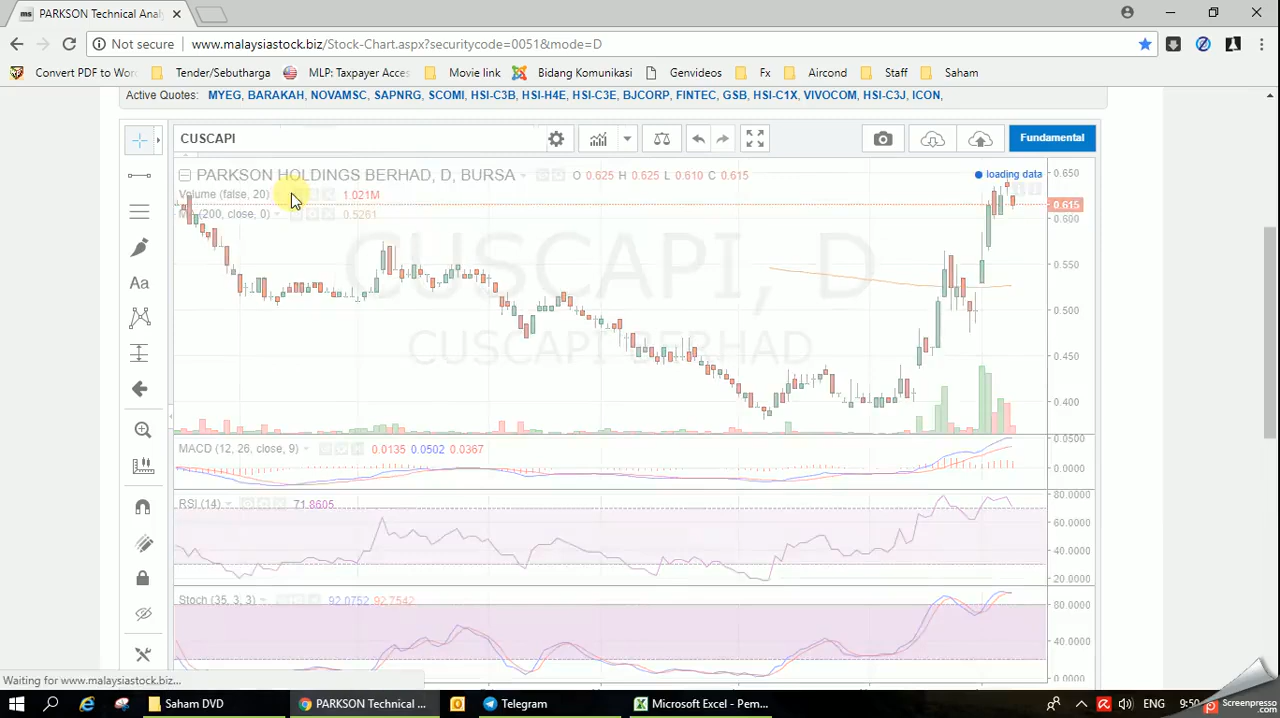 PARKSON Technical Anal
Not secure www.malaysiastock.biz/Stock-Chart.aspx?securitycode=0051&mode=D
Convert PDF to Word Tender/Sebutharga MLP: Taxpayer Acces Movie link Bidang Komunikasi Genvideos Fx Aircond Staff Saham
Active Quotes: MYEG, BARAKAH, NOVAMSC, SAPNRG, SCOMI, HSI-C3B, HSI-H4E, HSI-C3E, BJCORP, FINTEC, GSB, HSI-C1X, VIVOCOM, HSI-C3J, ICON,
CUSCAPI Fundamental
PARKSON HOLDINGS BERHAD, D, BURSA O 0.625 H 0.625 L 0.610 C 0.615 loading data 0.650
Volume (false, 20) 1.021M
0.615
MA (200, close, 0) 0.5261 0.600
CUSCAPI, D
0.550
0.500
CUSCAPI BERHAD
0.450
0.400
0.0500
MACD (12, 26, close, 9) 0.0135 0.0502 0.0367
0.0000
80.0000
RSI (14) 71.8605
60.0000
40.0000
20.0000
Stoch (35, 3, 3) 92.0752 92.7542 80.0000
Aa
40.0000
0.0000
Waiting for www.malaysiastock.biz...
Saham DVD PARKSON Technical ... Telegram Microsoft Excel - Pem... ENG 9:50
Screenpresso
.com